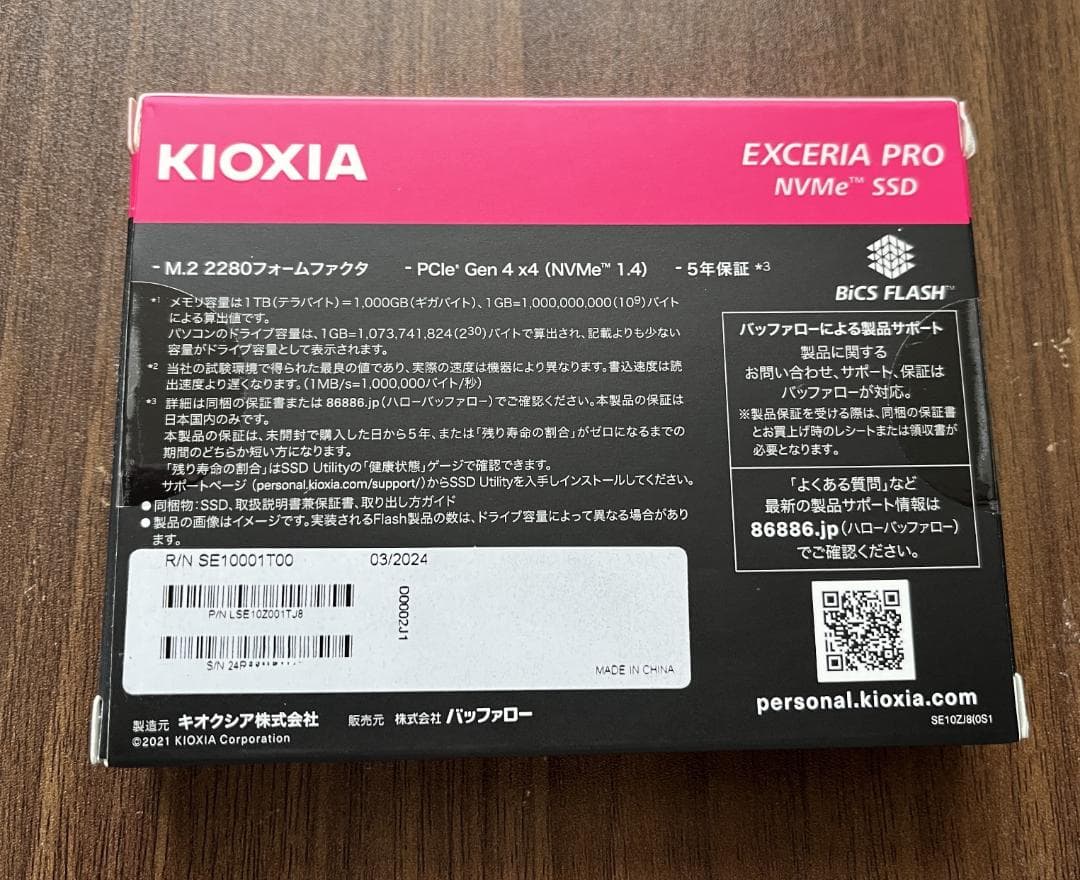 KIOXIA
EXCERIA PRO
NVMe™ SSD
- M.2 2280フォームファクタ - PCIe® Gen 4 x4 (NVMe™ 1.4) - 5年保証 *3
BiCS FLASH™
*1 メモリ容量は1TB(テラバイト)=1,000GB(ギガバイト)、1GB=1,000,000,000(10⁹)バイト
による算出値です。
パソコンのドライブ容量は、1GB=1,073,741,824(2³⁰)バイトで算出され、記載よりも少ない
容量がドライブ容量として表示されます。
*2 当社の試験環境で得られた最良の値であり、実際の速度は機器により異なります。書込速度は読
出速度より遅くなります。(1MB/s=1,000,000バイト/秒)
*3 詳細は同梱の保証書または 86886.jp(ハローバッファロー)でご確認ください。本製品の保証は
日本国内のみです。
本製品の保証は、未開封で購入した日から5年、または「残り寿命の割合」がゼロになるまでの
期間のどちらか短い方になります。
「残り寿命の割合」はSSD Utilityの「健康状態」ゲージで確認できます。
サポートページ (personal.kioxia.com/support/)からSSD Utilityを入手しインストールしてください。
●同梱物:SSD、取扱説明書兼保証書、取り出し方ガイド
●製品の画像はイメージです。実装されるFlash製品の数は、ドライブ容量によって異なる場合があり
ます。
バッファローによる製品サポート
製品に関する
お問い合わせ、サポート、保証は
バッファローが対応。
※製品保証を受ける際は、同梱の保証書
とお買上げ時のレシートまたは領収書が
必要となります。
「よくある質問」など
最新の製品サポート情報は
86886.jp(ハローバッファロー)
でご確認ください。
R/N SE10001T00 03/2024
P/N LSE10Z001TJ8
D0002J1
S/N
MADE IN CHINA
personal.kioxia.com
SE10ZJ8(0S1
製造元 キオクシア株式会社 販売元 株式会社 バッファロー
©2021 KIOXIA Corporation